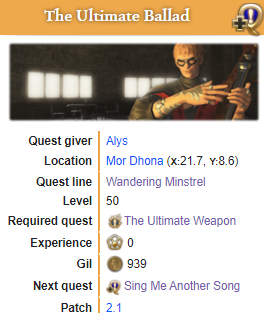 The Ultimate Ballad
Quest giver Alys
Location Mor Dhona (X:21.7, Y:8.6)
Quest line Wandering Minstrel
Level 50
Required quest The Ultimate Weapon
Experience 0
Gil 939
Next quest Sing Me Another Song
Patch 2.1